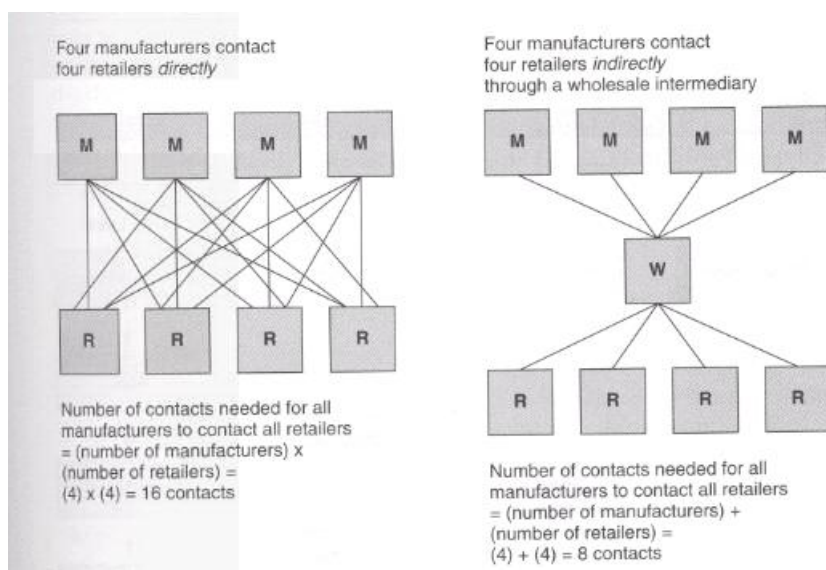 Four manufacturers contact
four retailers directly
M M M M
R R R R
Number of contacts needed for all
manufacturers to contact all retailers
= (number of manufacturers) x
(number of retailers) =
(4) x (4) = 16 contacts
Four manufacturers contact
four retailers indirectly
through a wholesale intermediary
M M M M
W
R R R R
Number of contacts needed for all
manufacturers to contact all retailers
= (number of manufacturers) +
(number of retailers) =
(4) + (4) = 8 contacts